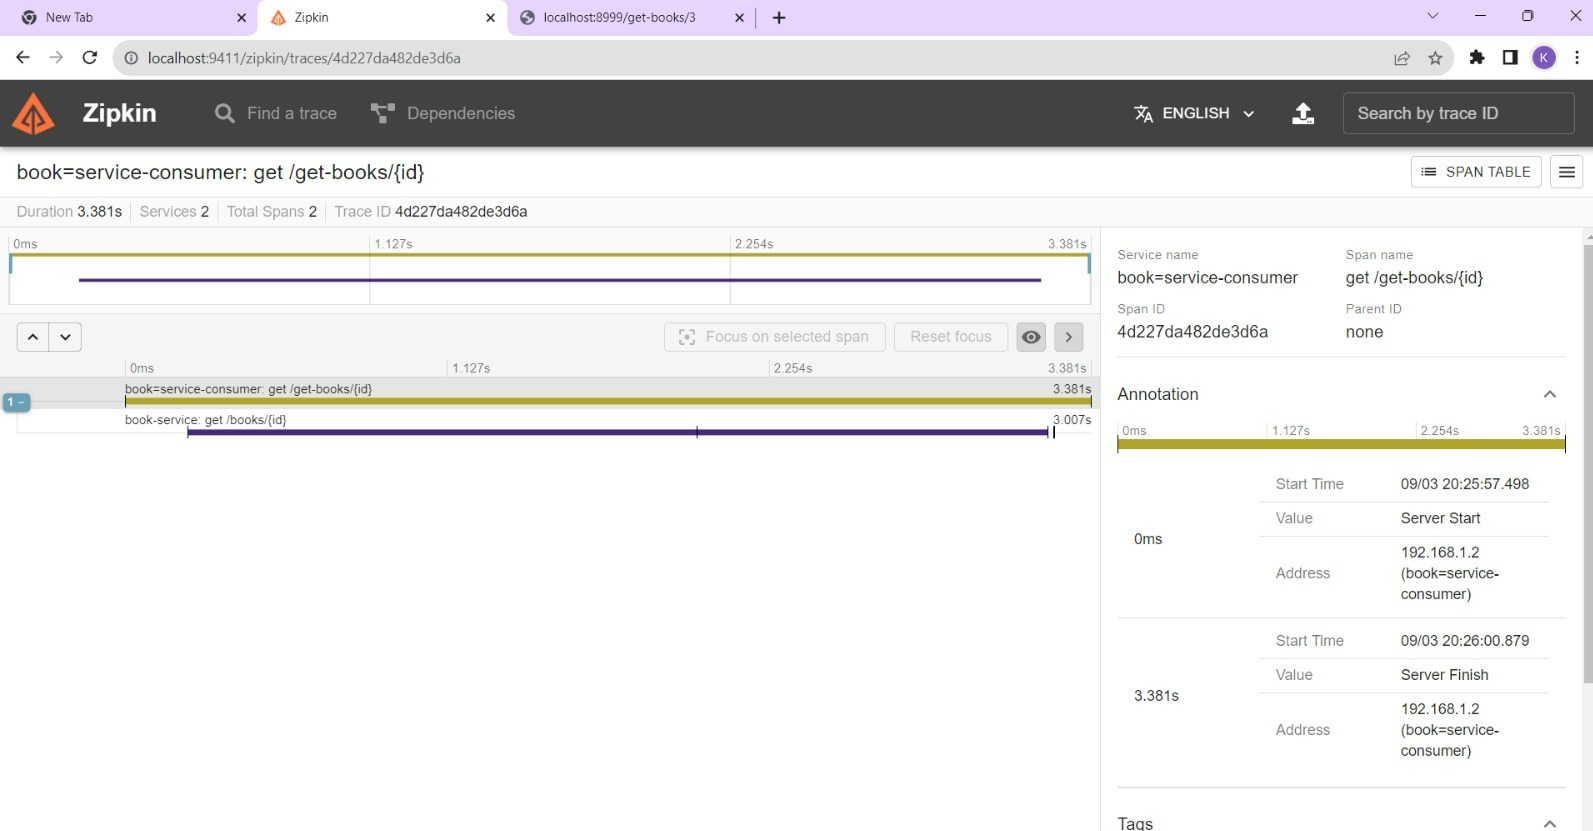 New Tab
Zipkin
localhost:8999/get-books/3
localhost:9411/zipkin/traces/4d227da482de3d6a
K
Zipkin
Find a trace
Dependencies
ENGLISH
Search by trace ID
book=service-consumer: get /get-books/{id}
SPAN TABLE
Duration 3.381s
Services 2
Total Spans 2
Trace ID 4d227da482de3d6a
0ms 1.127s 2.254s 3.381s
Focus on selected span
Reset focus
0ms 1.127s 2.254s 3.381s
book=service-consumer: get /get-books/{id} 3.381s
1 -
book-service: get /books/{id} 3.007s
Service name
book=service-consumer
Span name
get /get-books/{id}
Span ID
4d227da482de3d6a
Parent ID
none
Annotation
0ms 1.127s 2.254s 3.381s
0ms
Start Time 09/03 20:25:57.498
Value Server Start
Address 192.168.1.2
(book=service-
consumer)
3.381s
Start Time 09/03 20:26:00.879
Value Server Finish
Address 192.168.1.2
(book=service-
consumer)
Tags